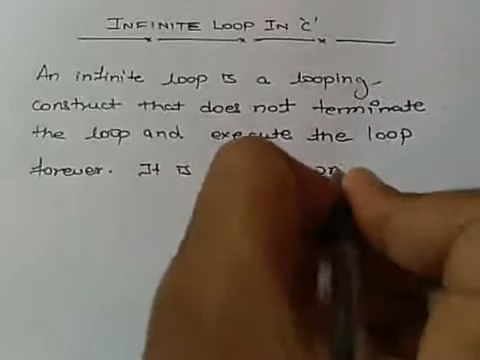 INFINITE LOOP IN 'C'
An infinite loop is a looping
construct that does not terminate
the loop and execute the loop
forever. It is